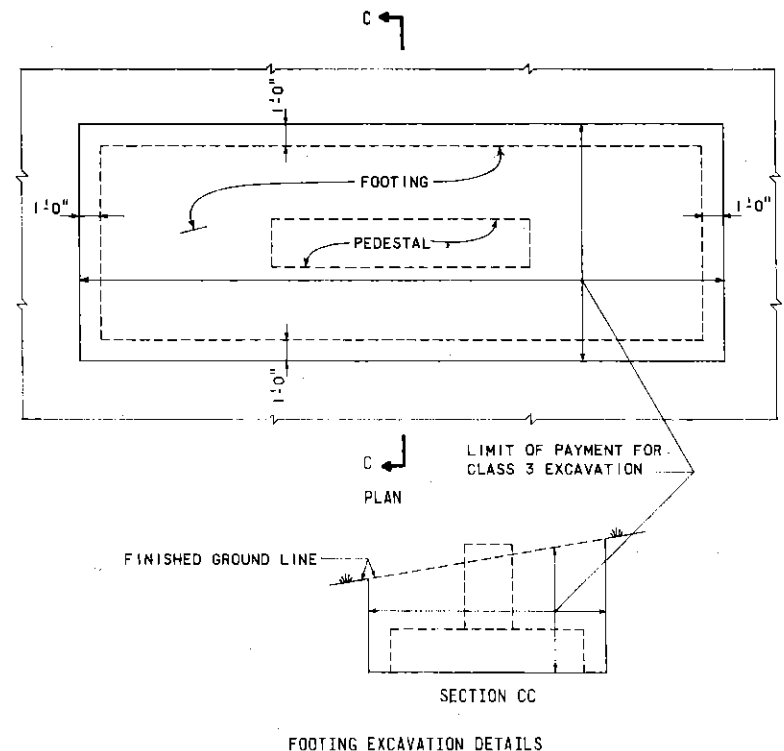 C
1'-0"
FOOTING
1'-0"
1'-0"
PEDESTAL
1'-0"
C
LIMIT OF PAYMENT FOR
CLASS 3 EXCAVATION
PLAN
FINISHED GROUND LINE
SECTION CC
FOOTING EXCAVATION DETAILS